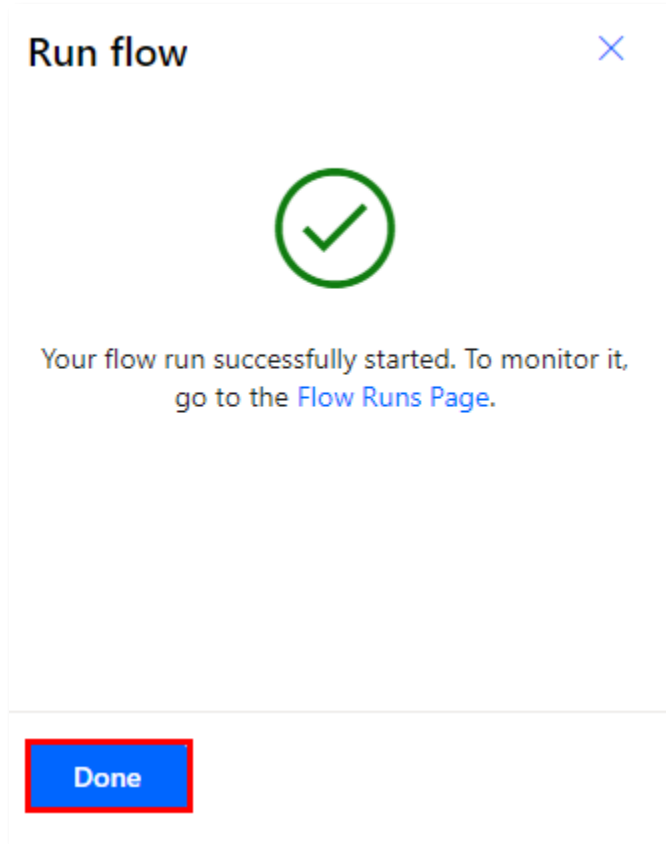 Run flow
Your flow run successfully started. To monitor it,
go to the Flow Runs Page.
Done